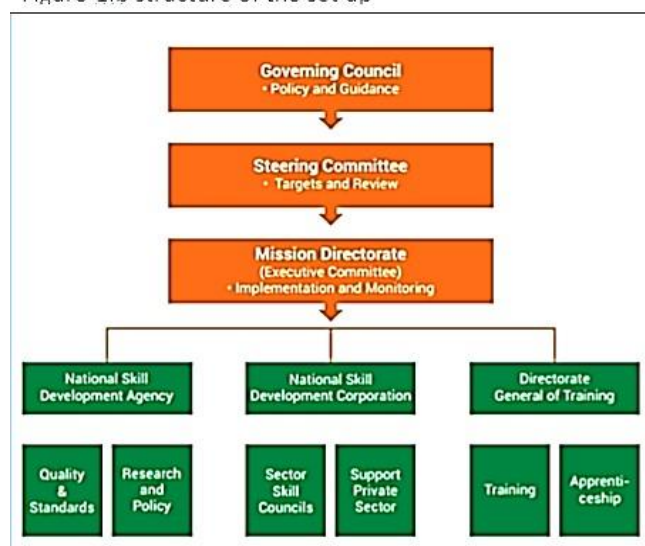 Governing Council
• Policy and Guidance
Steering Committee
• Targets and Review
Mission Directorate
(Executive Committee)
• Implementation and Monitoring
National Skill
Development Agency
National Skill
Development Corporation
Directorate
General of Training
Quality
&
Standards
Research
and
Policy
Sector
Skill
Councils
Support
Private
Sector
Training
Apprenti-
ceship